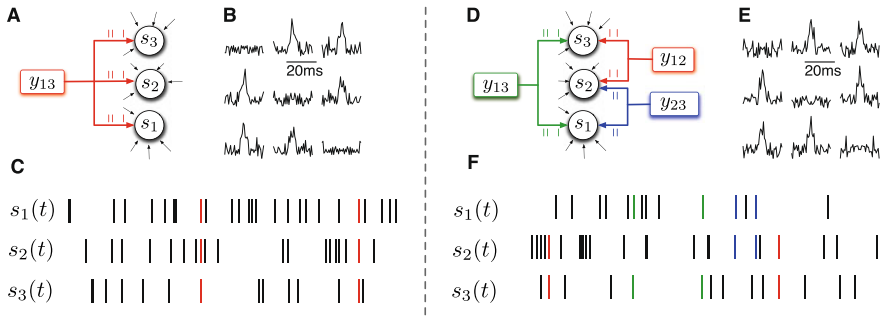 A
B
s3
s2
s1
y13
20ms
C
s1(t)
s2(t)
s3(t)
D
E
s3
s2
s1
y13
y12
y23
20ms
F
s1(t)
s2(t)
s3(t)